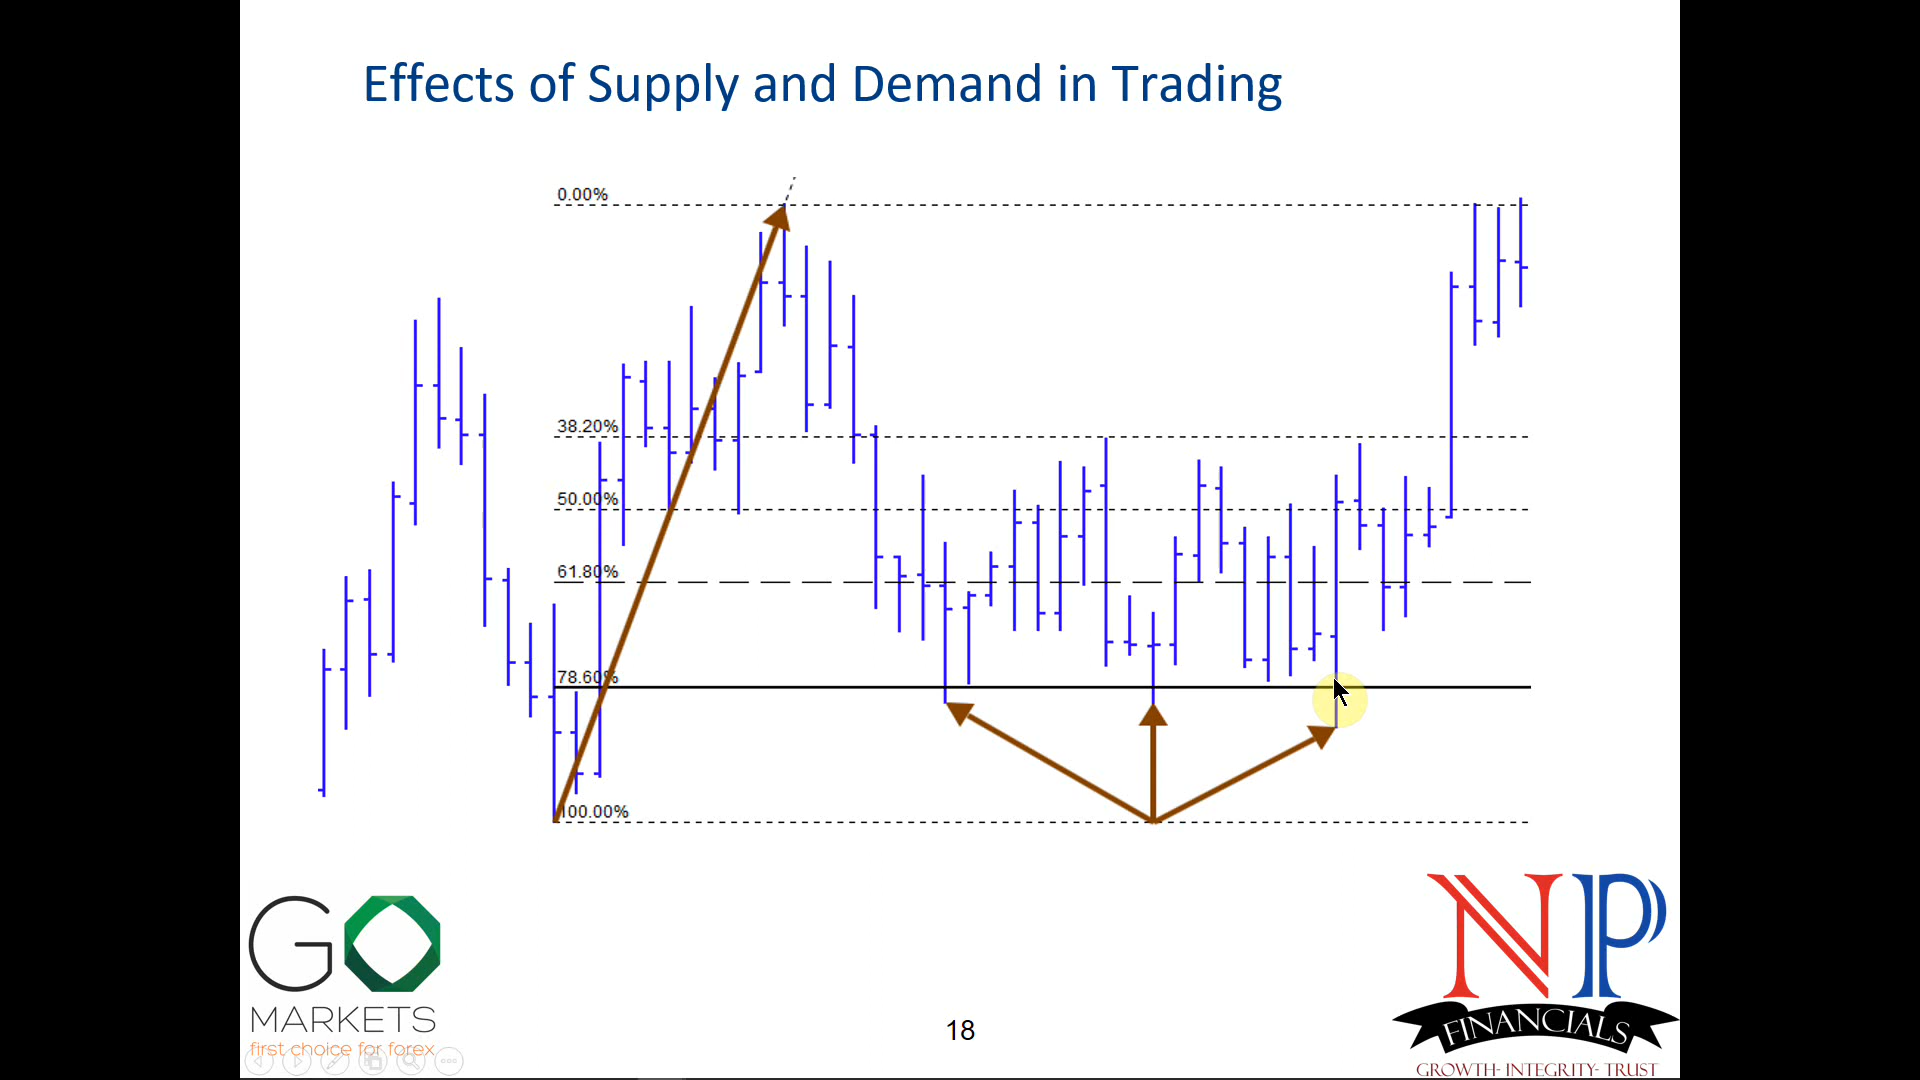 Effects of Supply and Demand in Trading
0.00%
38.20%
50.00%
61.80%
78.60%
100.00%
GO
MARKETS
first choice for forex
18
NP
FINANCIALS
GROWTH- INTEGRITY- TRUST